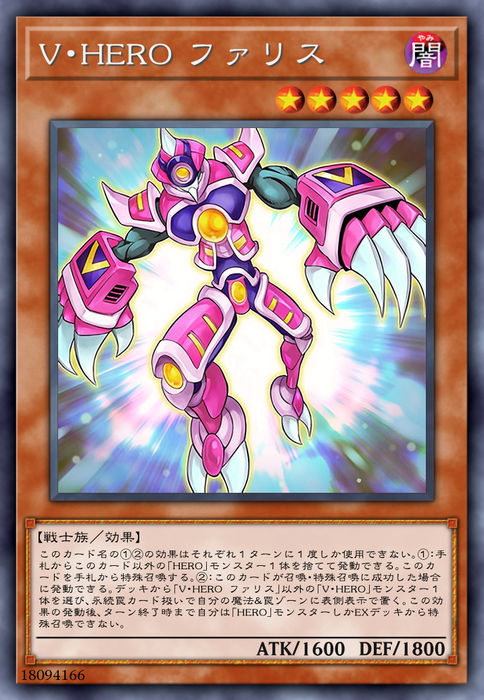 V・HERO ファリス
やみ
闇
V
V
【戦士族／効果】
このカード名の①②の効果はそれぞれ１ターンに１度しか使用できない。①：手
札からこのカード以外の「HERO」モンスター１体を捨てて発動できる。このカ
ードを手札から特殊召喚する。②：このカードが召喚・特殊召喚に成功した場合
に発動できる。デッキから「V・HERO ファリス」以外の「V・HERO」モンスター１
体を選び、永続罠カード扱いで自分の魔法&罠ゾーンに表側表示で置く。この効
果の発動後、ターン終了時まで自分は「HERO」モンスターしかEXデッキから特
殊召喚できない。
ATK/1600 DEF/1800
18094166